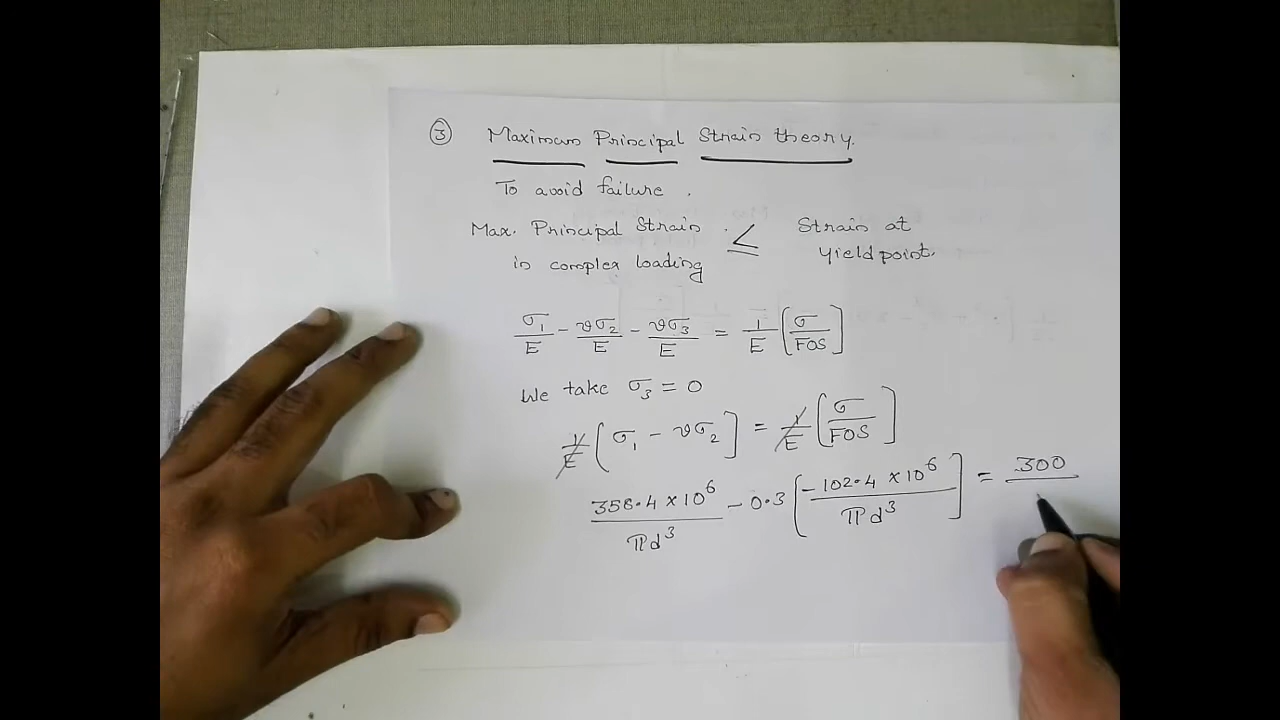 ③ Maximum Principal Strain theory.
To avoid failure .
Max. Principal Strain in complex loading ≤ Strain at yield point.
σ₁/E - νσ₂/E - νσ₃/E = 1/E [σ/FOS]
We take σ₃ = 0
1/E [σ₁ - νσ₂] = 1/E [σ/FOS]
358.4 × 10⁶/πd³ - 0.3 [-102.4 × 10⁶/πd³] = 300